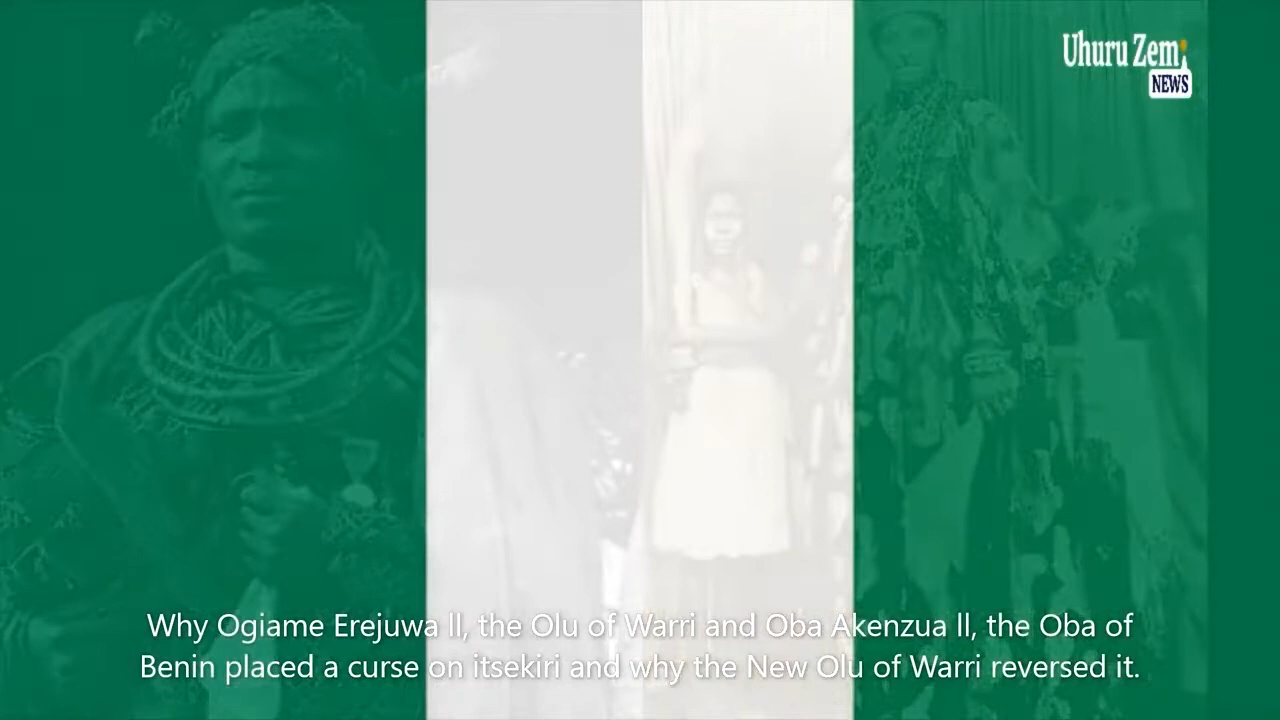 Uhuru Zem
NEWS
Why Ogiame Erejuwa ll, the Olu of Warri and Oba Akenzua ll, the Oba of
Benin placed a curse on itsekiri and why the New Olu of Warri reversed it.